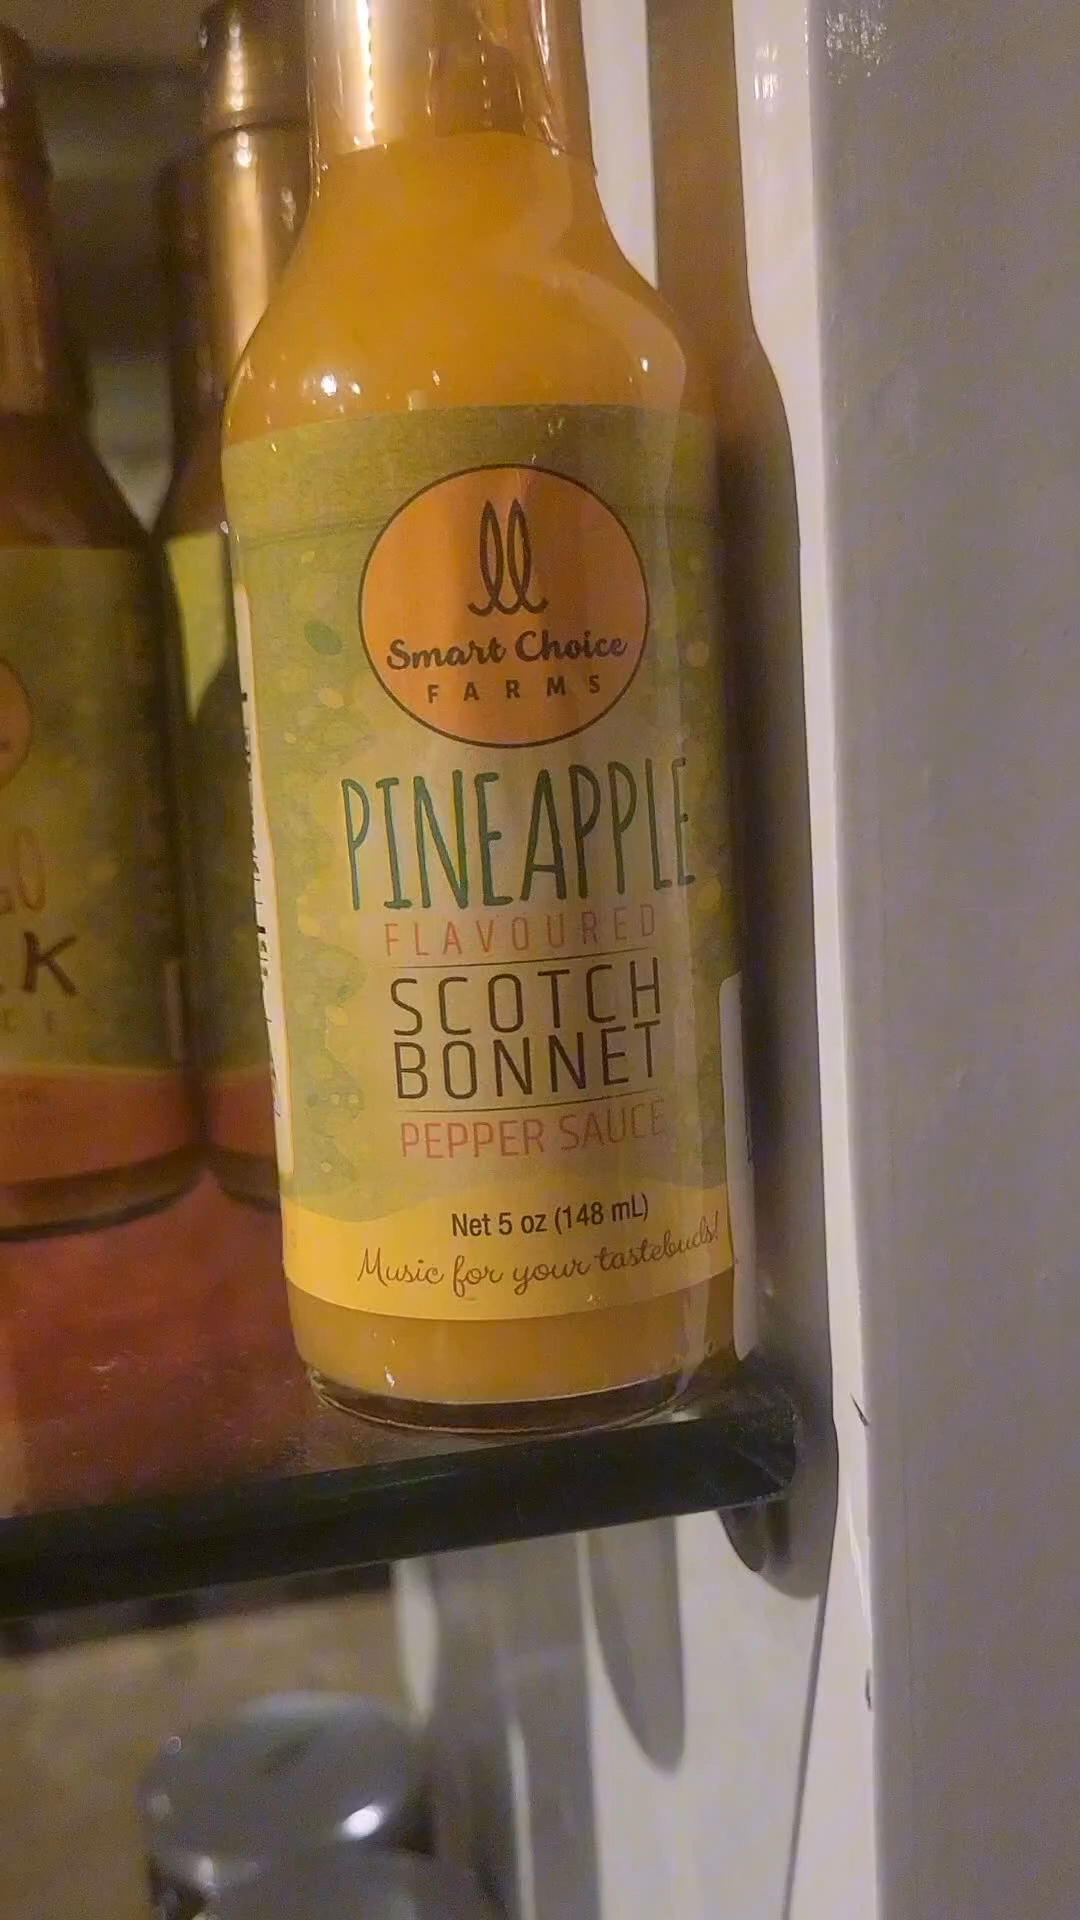 Smart Choice
FARMS
PINEAPPLE
FLAVOURED
SCOTCH
BONNET
PEPPER SAUCE
Net 5 oz (148 mL)
Music for your tastebuds!